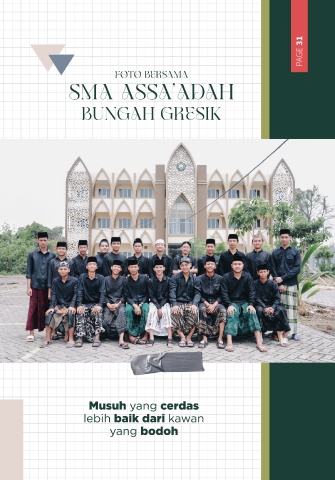 PAGE 31
FOTO BERSAMA
SMA ASSA'ADAH
BUNGAH GRESIK
Musuh yang cerdas
lebih baik dari kawan
yang bodoh